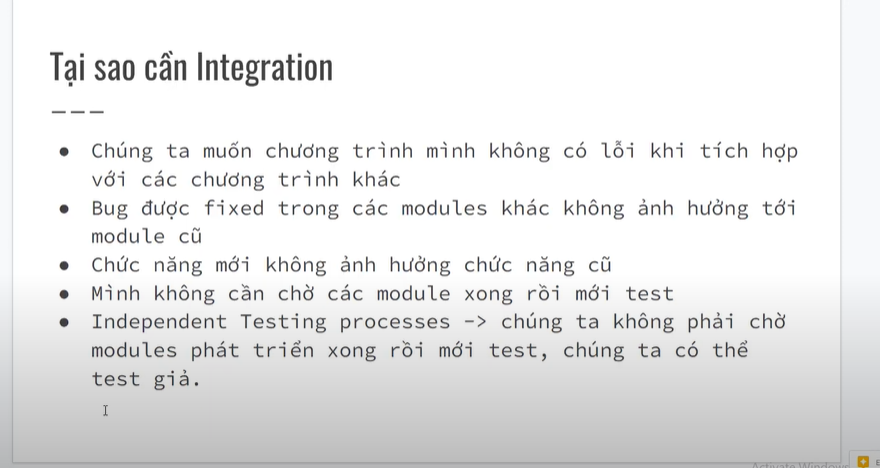 Tại sao cần Integration
———
● Chúng ta muốn chương trình mình không có lỗi khi tích hợp
với các chương trình khác
● Bug được fixed trong các modules khác không ảnh hưởng tới
module cũ
● Chức năng mới không ảnh hưởng chức năng cũ
● Mình không cần chờ các module xong rồi mới test
● Independent Testing processes -> chúng ta không phải chờ
modules phát triển xong rồi mới test, chúng ta có thể
test giả.
Activate Windows